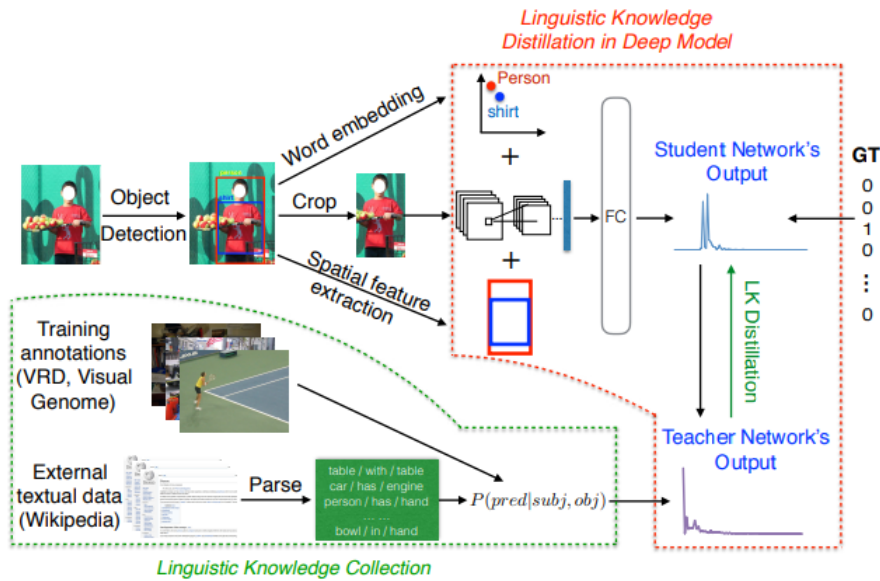 Linguistic Knowledge
Distillation in Deep Model
Person
shirt
+
Word embedding
Object
Detection
person
shirt
Crop
Spatial feature
extraction
+
FC
Student Network's
Output
GT
0
0
1
0
...
0
LK Distillation
Training
annotations
(VRD, Visual
Genome)
Teacher Network's
Output
External
textual data
(Wikipedia)
Parse
table / with / table
car / has / engine
person / has / hand
... ...
bowl / in / hand
P(pred|subj, obj)
Linguistic Knowledge Collection